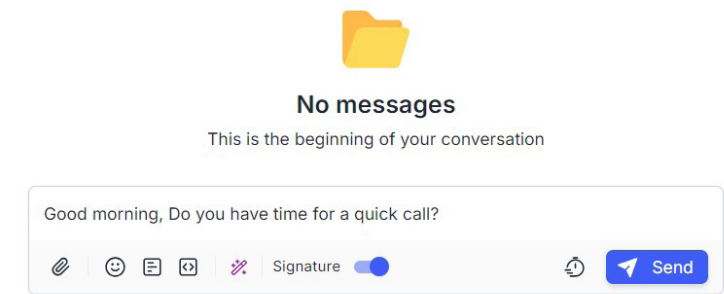 No messages
This is the beginning of your conversation
Good morning, Do you have time for a quick call?
Signature
Send